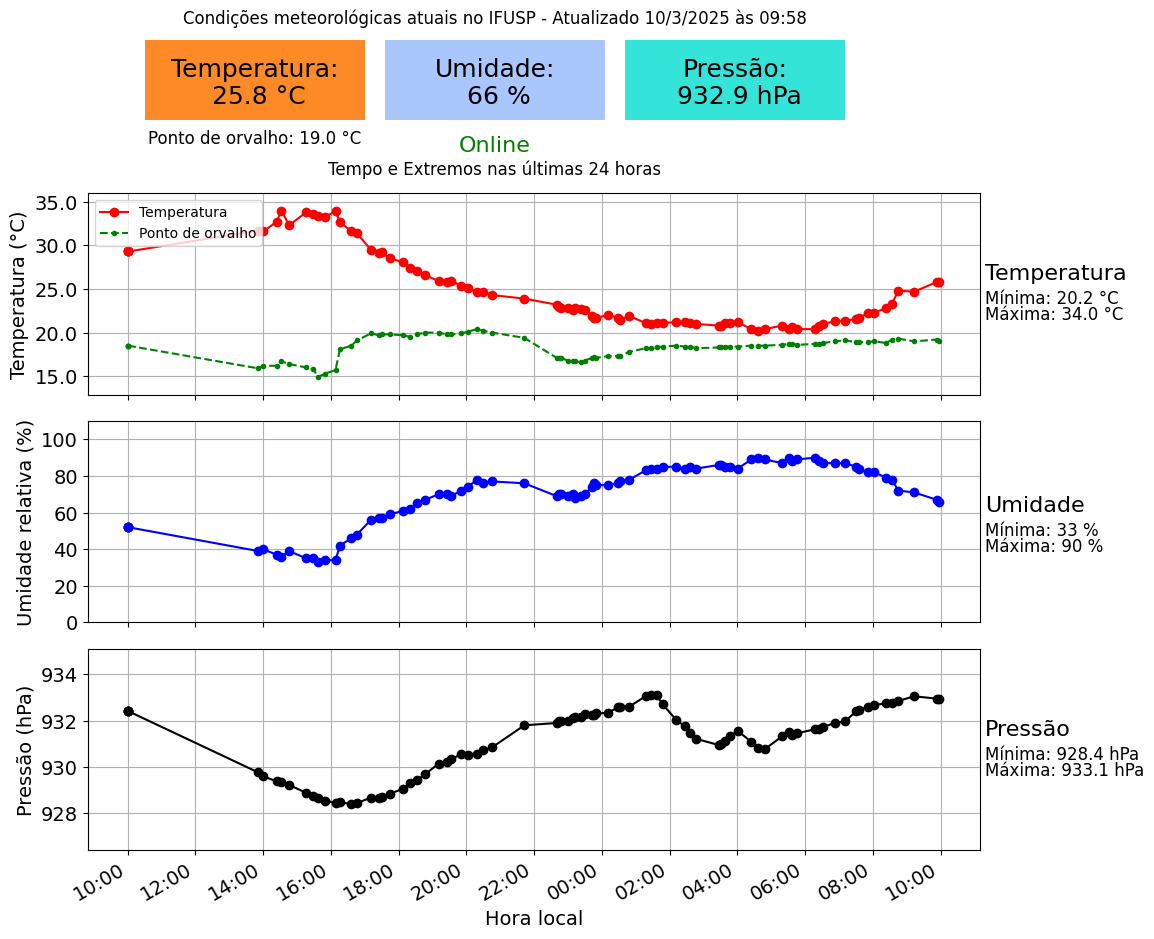 Condições meteorológicas atuais no IFUSP - Atualizado 10/3/2025 às 09:58
Temperatura:
25.8 °C
Umidade:
66 %
Pressão:
932.9 hPa
Ponto de orvalho: 19.0 °C
Online
Tempo e Extremos nas últimas 24 horas
Temperatura (°C)
35.0
30.0
25.0
20.0
15.0
Temperatura
Ponto de orvalho
Temperatura
Mínima: 20.2 °C
Máxima: 34.0 °C
Umidade relativa (%)
100
80
60
40
20
0
Umidade
Mínima: 33 %
Máxima: 90 %
Pressão (hPa)
934
932
930
928
Pressão
Mínima: 928.4 hPa
Máxima: 933.1 hPa
10:00
12:00
14:00
16:00
18:00
20:00
22:00
00:00
02:00
04:00
06:00
08:00
10:00
Hora local